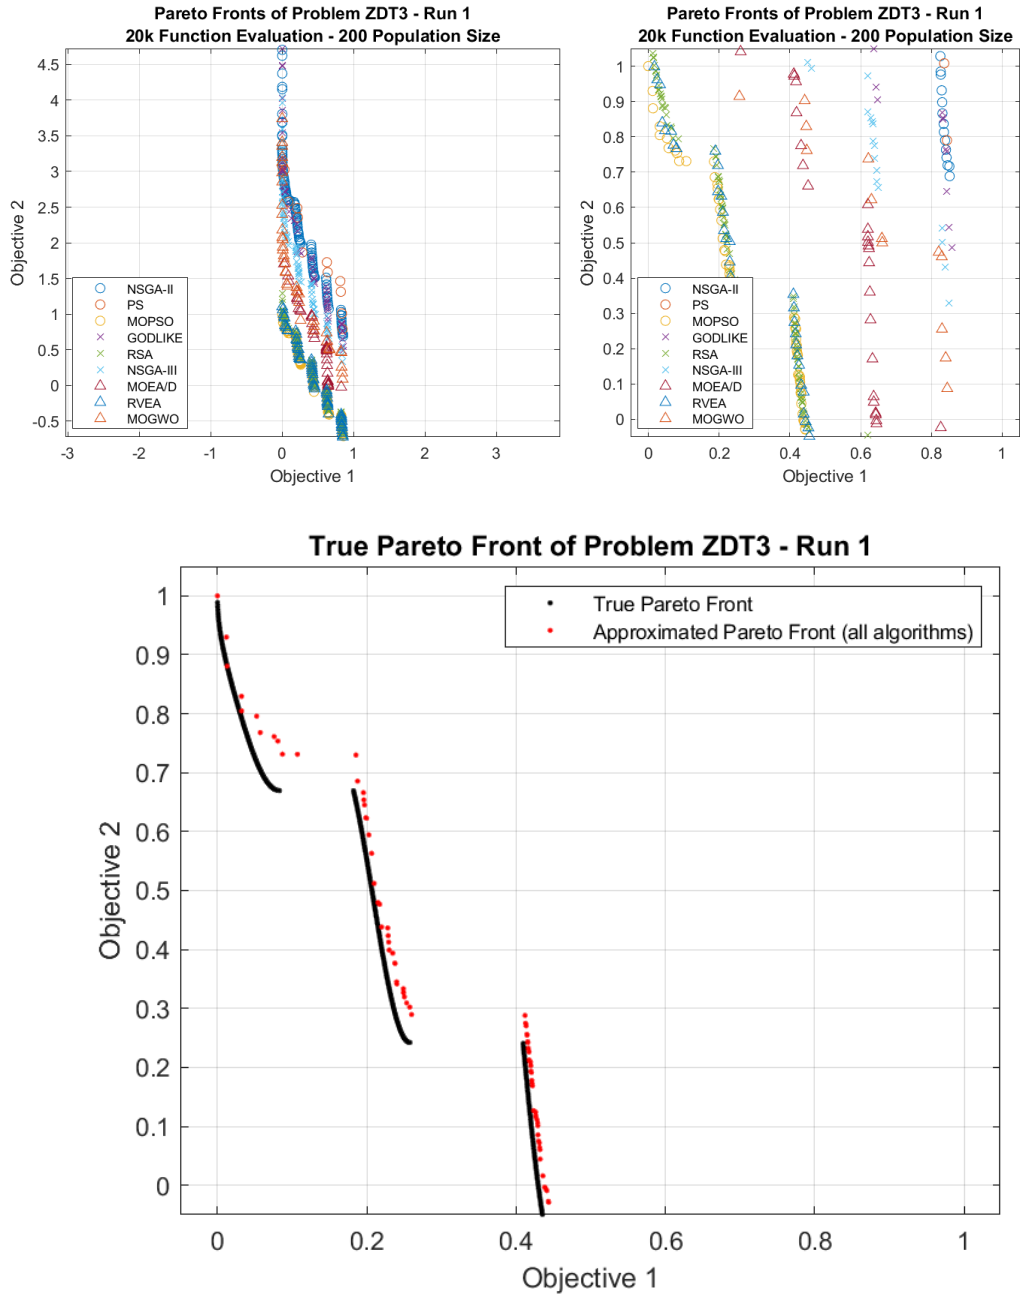 Pareto Fronts of Problem ZDT3 - Run 1
20k Function Evaluation - 200 Population Size
4.5
4
3.5
3
2.5
2
1.5
1
0.5
0
-0.5
Objective 2
NSGA-II
PS
MOPSO
GODLIKE
RSA
NSGA-III
MOEA/D
RVEA
MOGWO
-3 -2 -1 0 1 2 3
Objective 1
Pareto Fronts of Problem ZDT3 - Run 1
20k Function Evaluation - 200 Population Size
1
0.9
0.8
0.7
0.6
0.5
0.4
0.3
0.2
0.1
0
Objective 2
NSGA-II
PS
MOPSO
GODLIKE
RSA
NSGA-III
MOEA/D
RVEA
MOGWO
0 0.2 0.4 0.6 0.8 1
Objective 1
True Pareto Front of Problem ZDT3 - Run 1
True Pareto Front
Approximated Pareto Front (all algorithms)
1
0.9
0.8
0.7
0.6
0.5
0.4
0.3
0.2
0.1
0
Objective 2
0 0.2 0.4 0.6 0.8 1
Objective 1